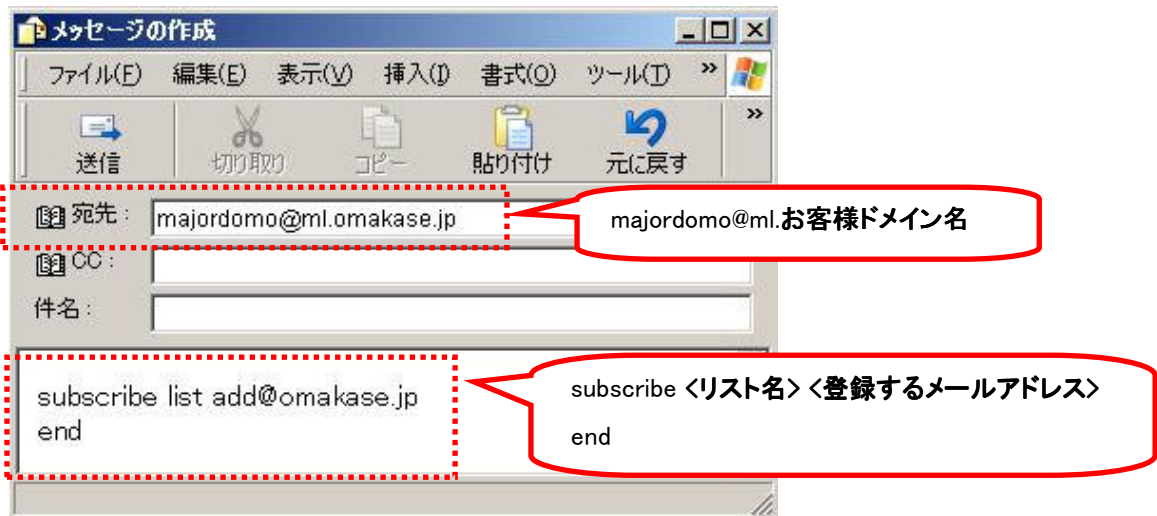 メッセージの作成
ファイル(F) 編集(E) 表示(V) 挿入(I) 書式(O) ツール(T) »
送信 切り取り コピー 貼り付け 元に戻す »
宛先: majordomo@ml.omakase.jp
majordomo@ml.お客様ドメイン名
CC:
件名:
subscribe list add@omakase.jp
end
subscribe <リスト名> <登録するメールアドレス>
end